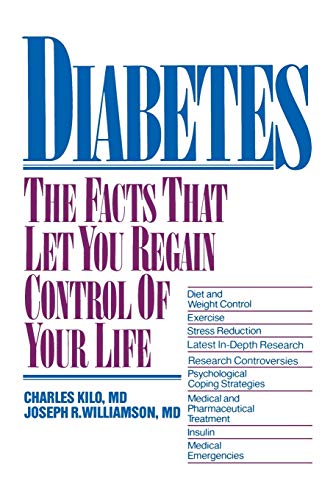 DIABETES
THE FACTS THAT
LET YOU REGAIN
CONTROL OF
YOUR LIFE
CHARLES KILO, MD
JOSEPH R.WILLIAMSON, MD
Diet and
Weight Control
Exercise
Stress Reduction
Latest In-Depth Research
Research Controversies
Psychological
Coping Strategies
Medical and
Pharmaceutical
Treatment
Insulin
Medical
Emergencies